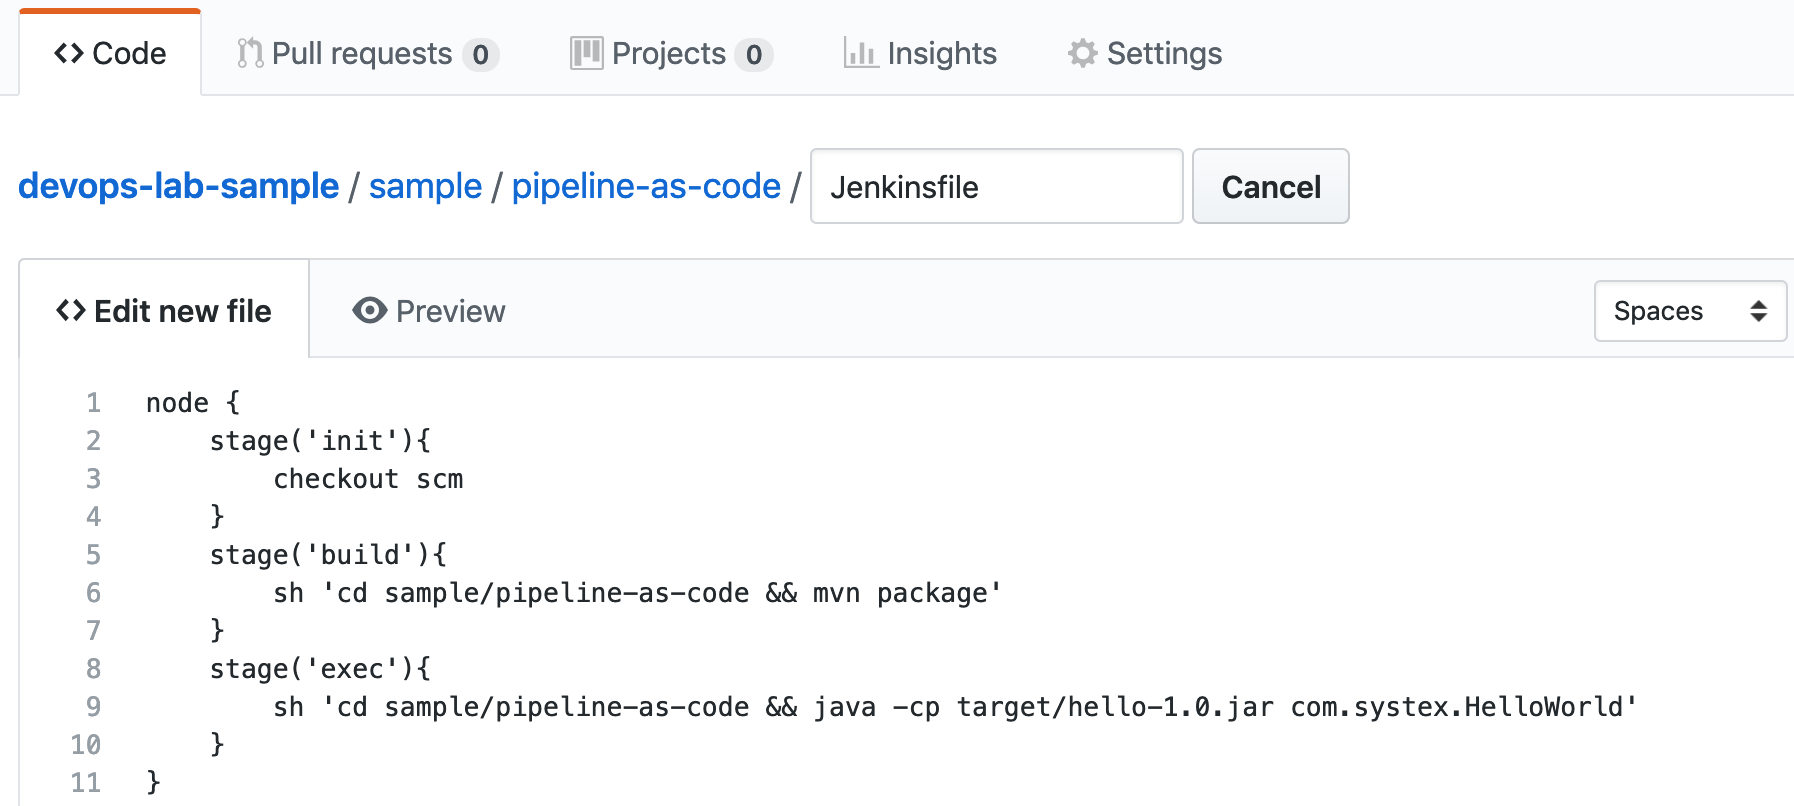 Code Pull requests 0 Projects 0 Insights Settings
devops-lab-sample / sample / pipeline-as-code / Jenkinsfile Cancel
Edit new file Preview Spaces
1 node {
2     stage('init'){
3         checkout scm
4     }
5     stage('build'){
6         sh 'cd sample/pipeline-as-code && mvn package'
7     }
8     stage('exec'){
9         sh 'cd sample/pipeline-as-code && java -cp target/hello-1.0.jar com.systex.HelloWorld'
10     }
11 }